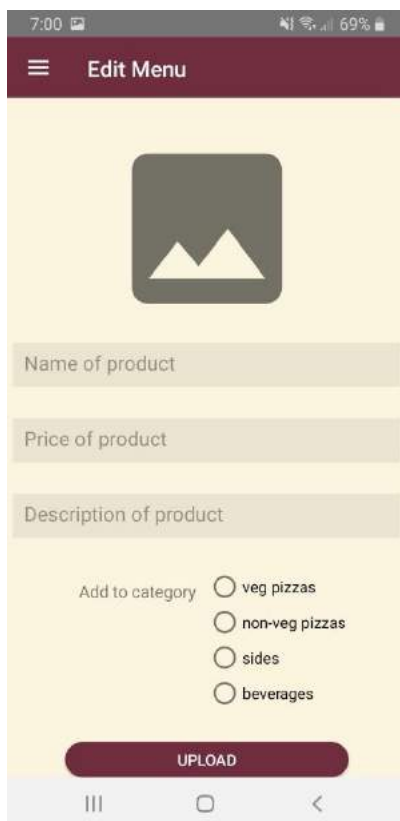 7:00 69%
Edit Menu
Name of product
Price of product
Description of product
Add to category
veg pizzas
non-veg pizzas
sides
beverages
UPLOAD